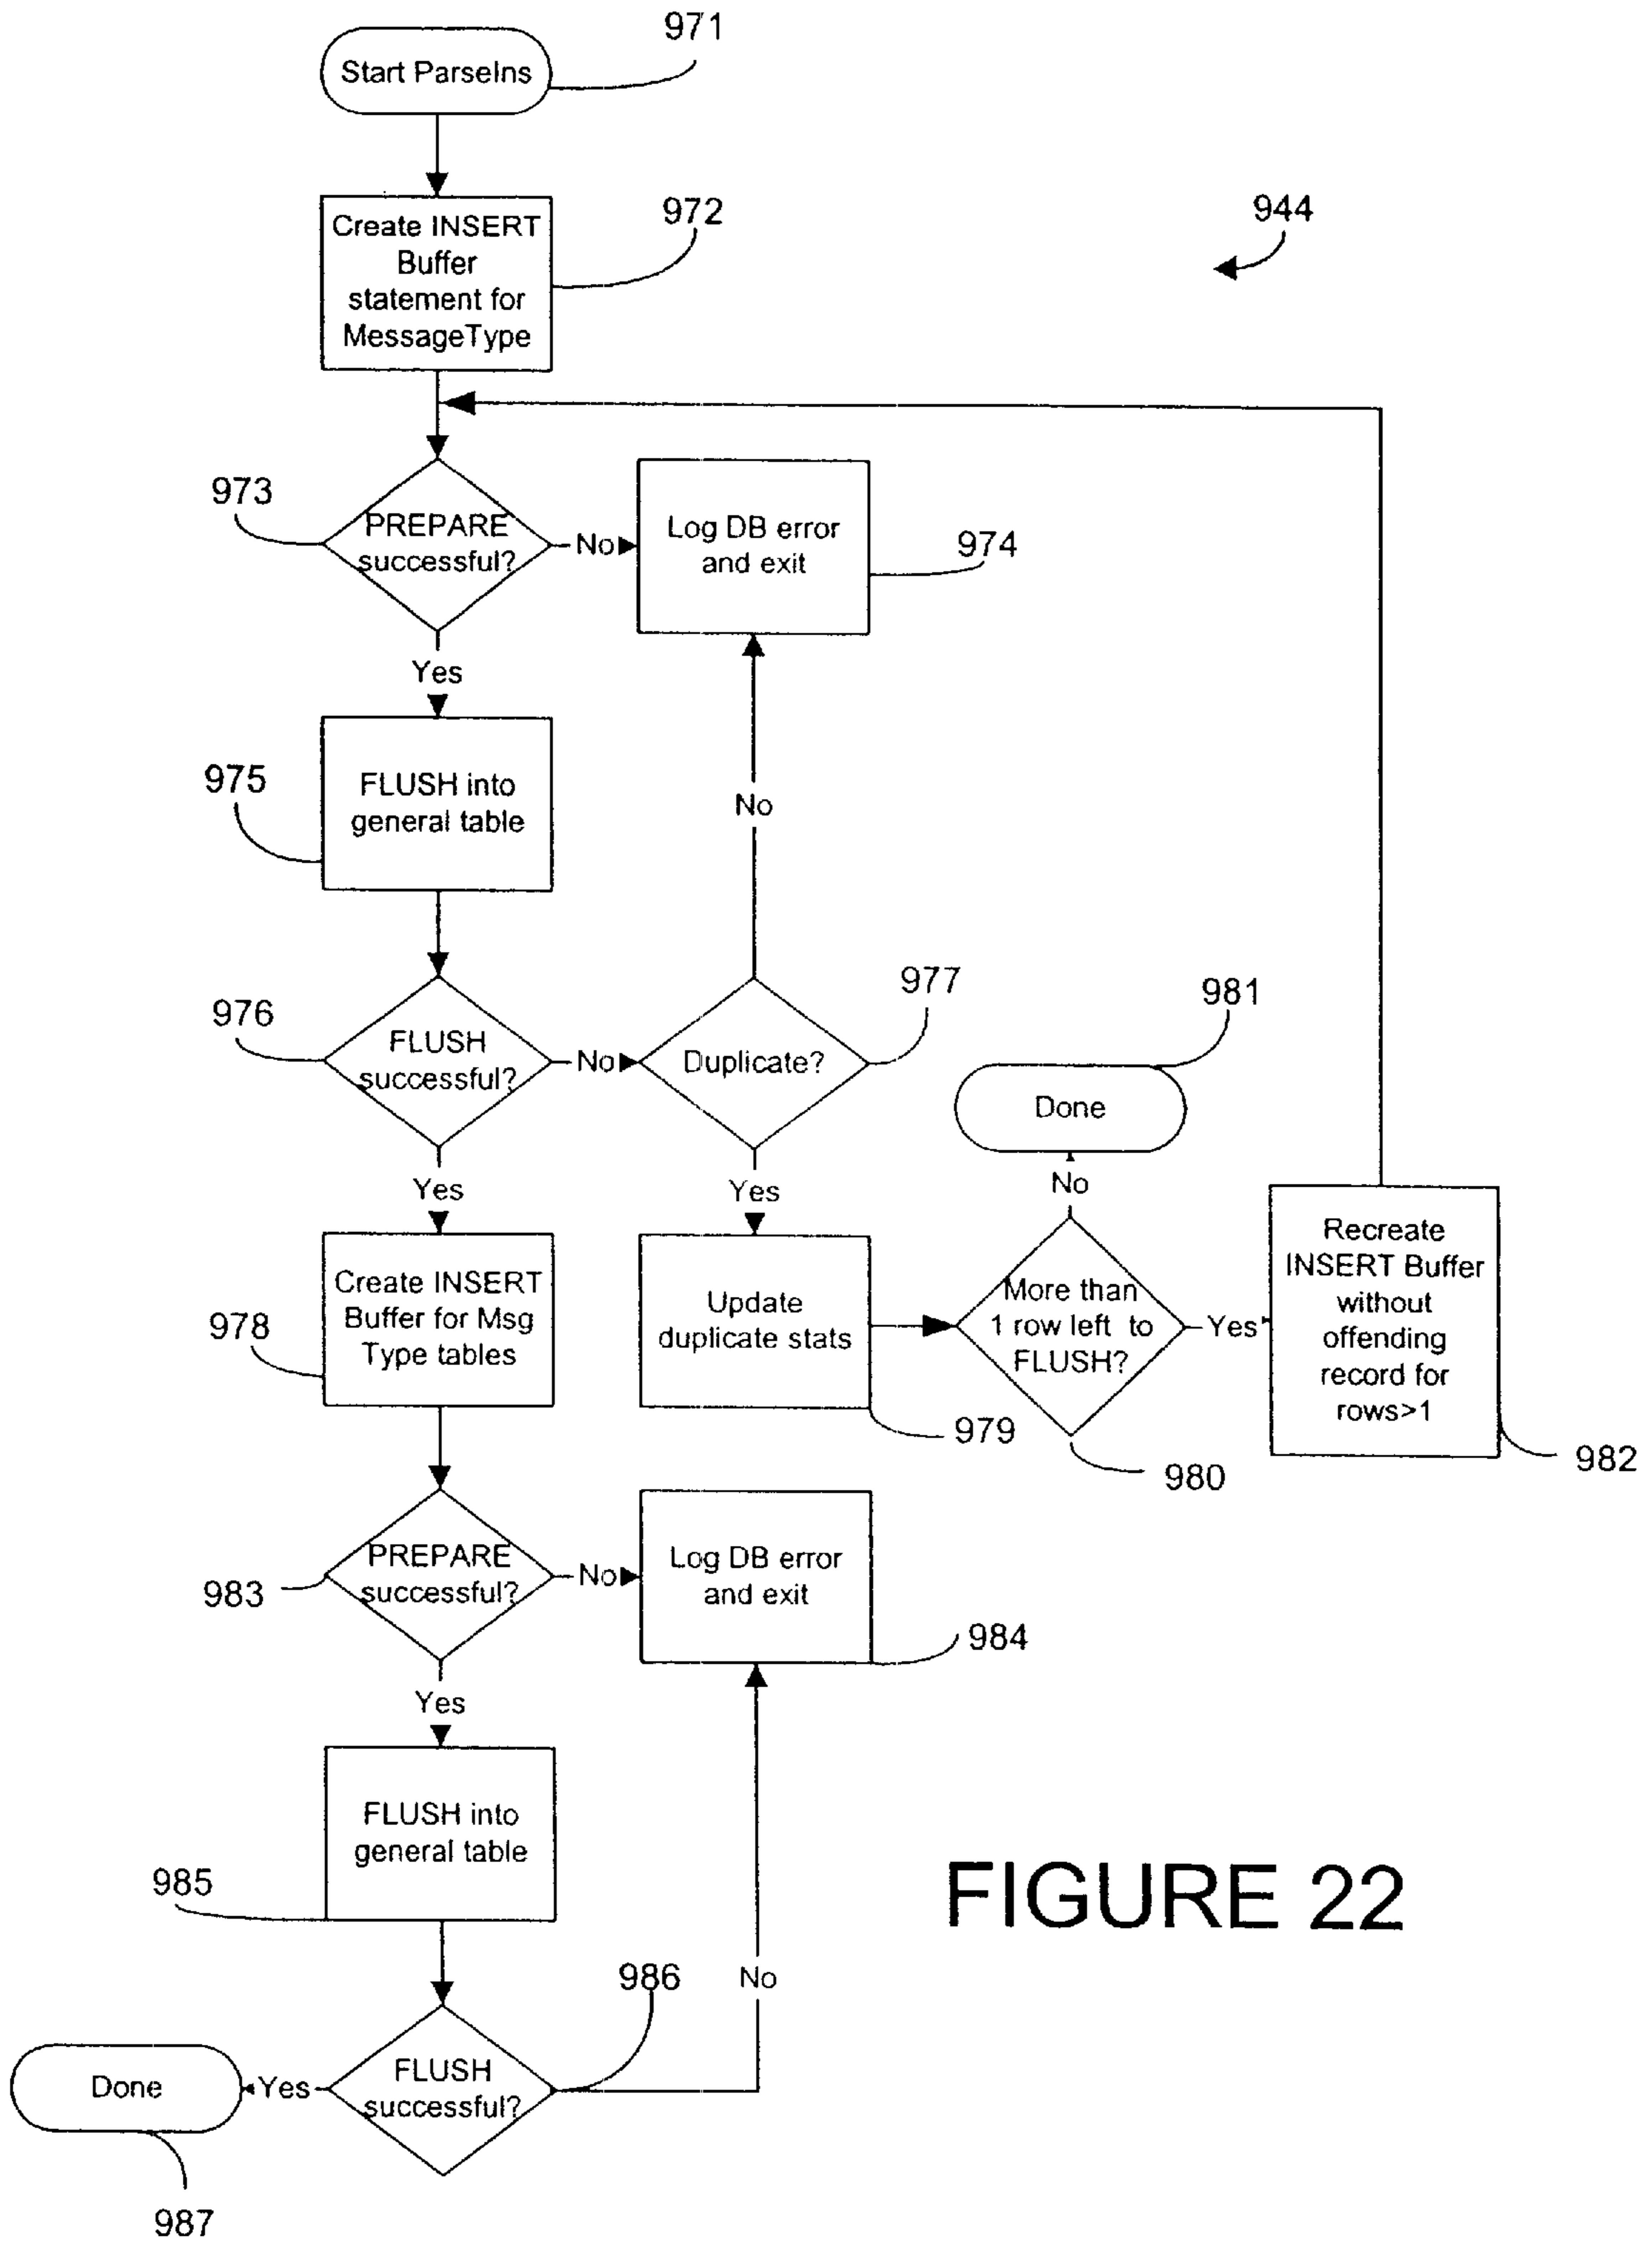 971
Start ParseIns
972
Create INSERT
Buffer
statement for
MessageType
944
973
PREPARE
successful?
No
Log DB error
and exit
974
Yes
975
FLUSH into
general table
No
976
FLUSH
successful?
No
Duplicate?
977
981
Done
Yes
Yes
No
978
Create INSERT
Buffer for Msg
Type tables
Update
duplicate stats
979
More than
1 row left to
FLUSH?
980
Yes
Recreate
INSERT Buffer
without
offending
record for
rows>1
982
983
PREPARE
successful?
No
Log DB error
and exit
984
Yes
985
FLUSH into
general table
FIGURE 22
986
No
FLUSH
successful?
Yes
Done
987